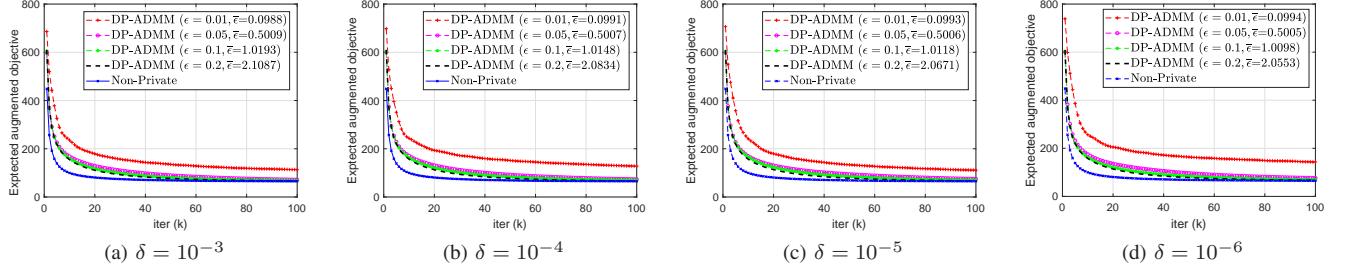 Exptected augmented objective
800
600
400
200
0
0 20 40 60 80 100
iter (k)
DP-ADMM (ϵ = 0.01, ϵ̄=0.0988)
DP-ADMM (ϵ = 0.05, ϵ̄=0.5009)
DP-ADMM (ϵ = 0.1, ϵ̄=1.0193)
DP-ADMM (ϵ = 0.2, ϵ̄=2.1087)
Non-Private
(a) δ = 10⁻³
Exptected augmented objective
800
600
400
200
0
0 20 40 60 80 100
iter (k)
DP-ADMM (ϵ = 0.01, ϵ̄=0.0991)
DP-ADMM (ϵ = 0.05, ϵ̄=0.5007)
DP-ADMM (ϵ = 0.1, ϵ̄=1.0148)
DP-ADMM (ϵ = 0.2, ϵ̄=2.0834)
Non-Private
(b) δ = 10⁻⁴
Exptected augmented objective
800
600
400
200
0
0 20 40 60 80 100
iter (k)
DP-ADMM (ϵ = 0.01, ϵ̄=0.0993)
DP-ADMM (ϵ = 0.05, ϵ̄=0.5006)
DP-ADMM (ϵ = 0.1, ϵ̄=1.0118)
DP-ADMM (ϵ = 0.2, ϵ̄=2.0671)
Non-Private
(c) δ = 10⁻⁵
Exptected augmented objective
800
600
400
200
0
0 20 40 60 80 100
iter (k)
DP-ADMM (ϵ = 0.01, ϵ̄=0.0994)
DP-ADMM (ϵ = 0.05, ϵ̄=0.5005)
DP-ADMM (ϵ = 0.1, ϵ̄=1.0098)
DP-ADMM (ϵ = 0.2, ϵ̄=2.0553)
Non-Private
(d) δ = 10⁻⁶